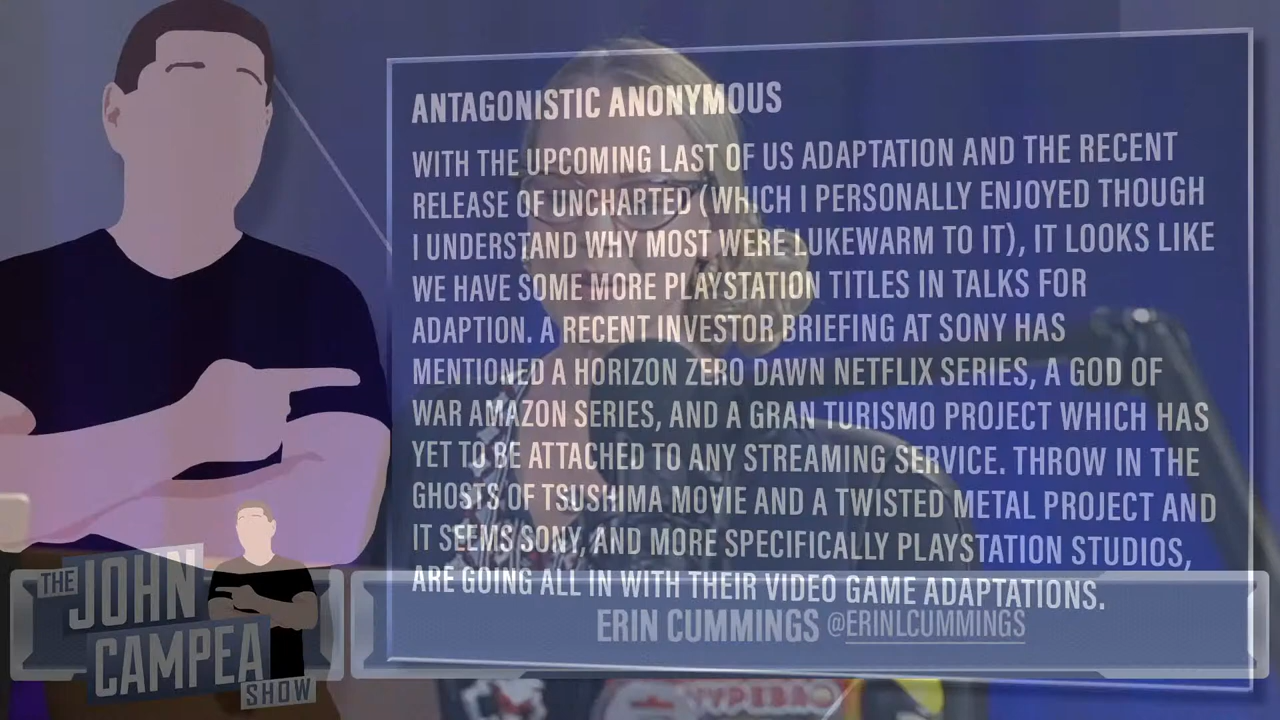 ANTAGONISTIC ANONYMOUS
WITH THE UPCOMING LAST OF US ADAPTATION AND THE RECENT
RELEASE OF UNCHARTED (WHICH I PERSONALLY ENJOYED THOUGH
I UNDERSTAND WHY MOST WERE LUKEWARM TO IT), IT LOOKS LIKE
WE HAVE SOME MORE PLAYSTATION TITLES IN TALKS FOR
ADAPTION. A RECENT INVESTOR BRIEFING AT SONY HAS
MENTIONED A HORIZON ZERO DAWN NETFLIX SERIES, A GOD OF
WAR AMAZON SERIES, AND A GRAN TURISMO PROJECT WHICH HAS
YET TO BE ATTACHED TO ANY STREAMING SERVICE. THROW IN THE
GHOSTS OF TSUSHIMA MOVIE AND A TWISTED METAL PROJECT AND
IT SEEMS SONY, AND MORE SPECIFICALLY PLAYSTATION STUDIOS,
ARE GOING ALL IN WITH THEIR VIDEO GAME ADAPTATIONS.
ERIN CUMMINGS @ERINLCUMMINGS
THE
JOHN
CAMPEA
SHOW